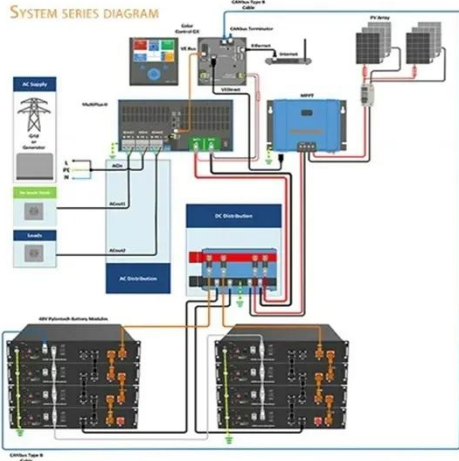 SYSTEM SERIES DIAGRAM
CANbus Type B
Cable
Color
Control GX
CANbus Terminator
PV Array
Ethernet
Internet
VE Bus
VE Direct
AC Supply
Multiplus-II
MPPT
Grid
or
Generator
L
PE
N
ACin
ACout1
Loads
DC Distribution
ACout2
AC Distribution
48V Pylontech Battery Modules
CANbus Type B
Cable